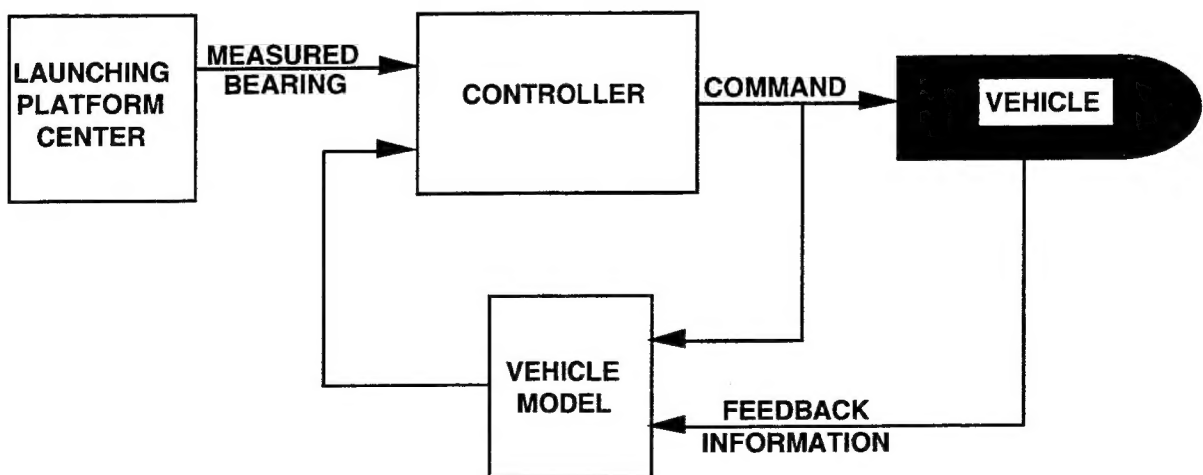 LAUNCHING
PLATFORM
CENTER
MEASURED
BEARING
CONTROLLER
COMMAND
VEHICLE
VEHICLE
MODEL
FEEDBACK
INFORMATION